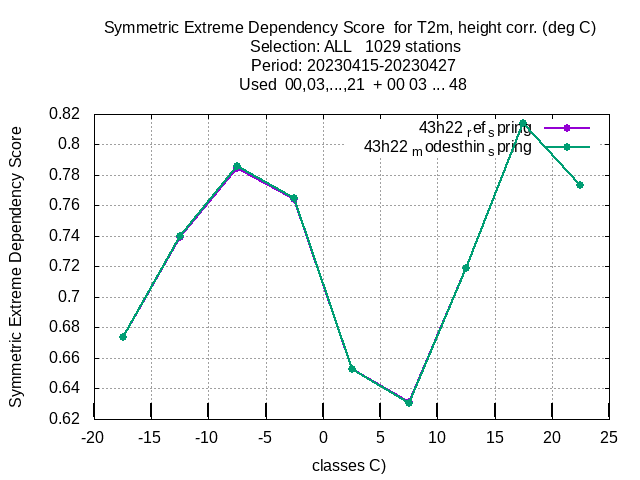 Symmetric Extreme Dependency Score for T2m, height corr. (deg C)
Selection: ALL 1029 stations
Period: 20230415-20230427
Used 00,03,...,21 + 00 03 ... 48
43h22 ref spring
43h22 modesthin spring
Symmetric Extreme Dependency Score
0.82
0.8
0.78
0.76
0.74
0.72
0.7
0.68
0.66
0.64
0.62
-20 -15 -10 -5 0 5 10 15 20 25
classes C)